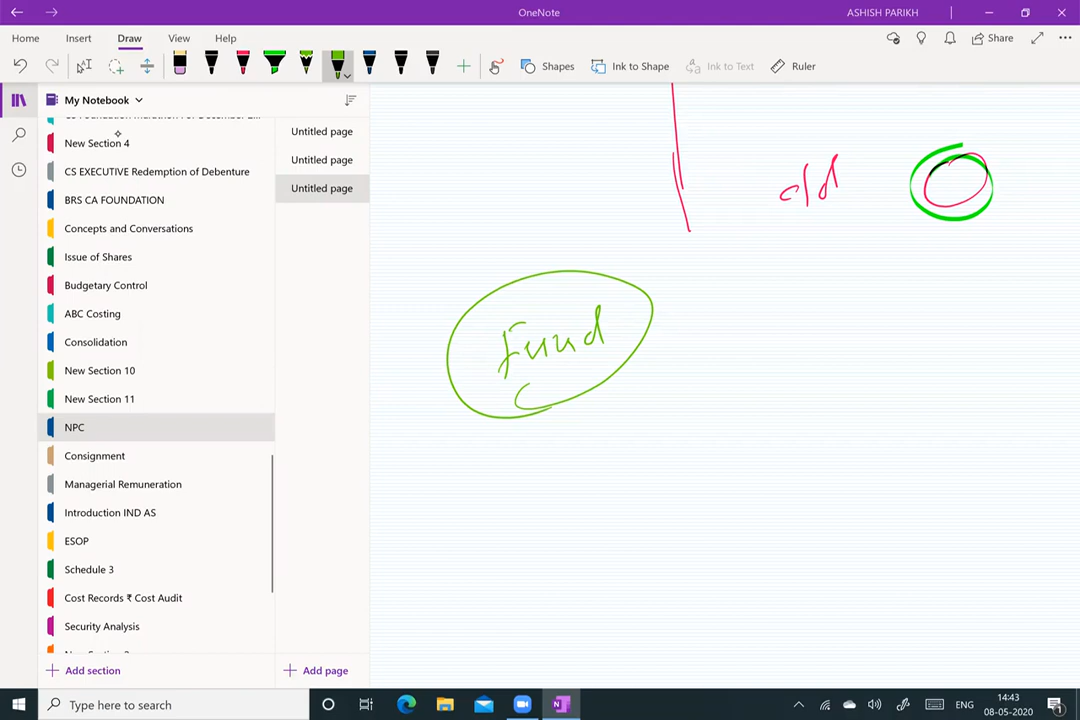 OneNote
ASHISH PARIKH
Home
Insert
Draw
View
Help
Share
Shapes
Ink to Shape
Ink to Text
Ruler
My Notebook
New Section 4
CS EXECUTIVE Redemption of Debenture
BRS CA FOUNDATION
Concepts and Conversations
Issue of Shares
Budgetary Control
ABC Costing
Consolidation
New Section 10
New Section 11
NPC
Consignment
Managerial Remuneration
Introduction IND AS
ESOP
Schedule 3
Cost Records ₹ Cost Audit
Security Analysis
Add section
Untitled page
Untitled page
Untitled page
Add page
old
Fund
Type here to search
ENG
14:43
08-05-2020